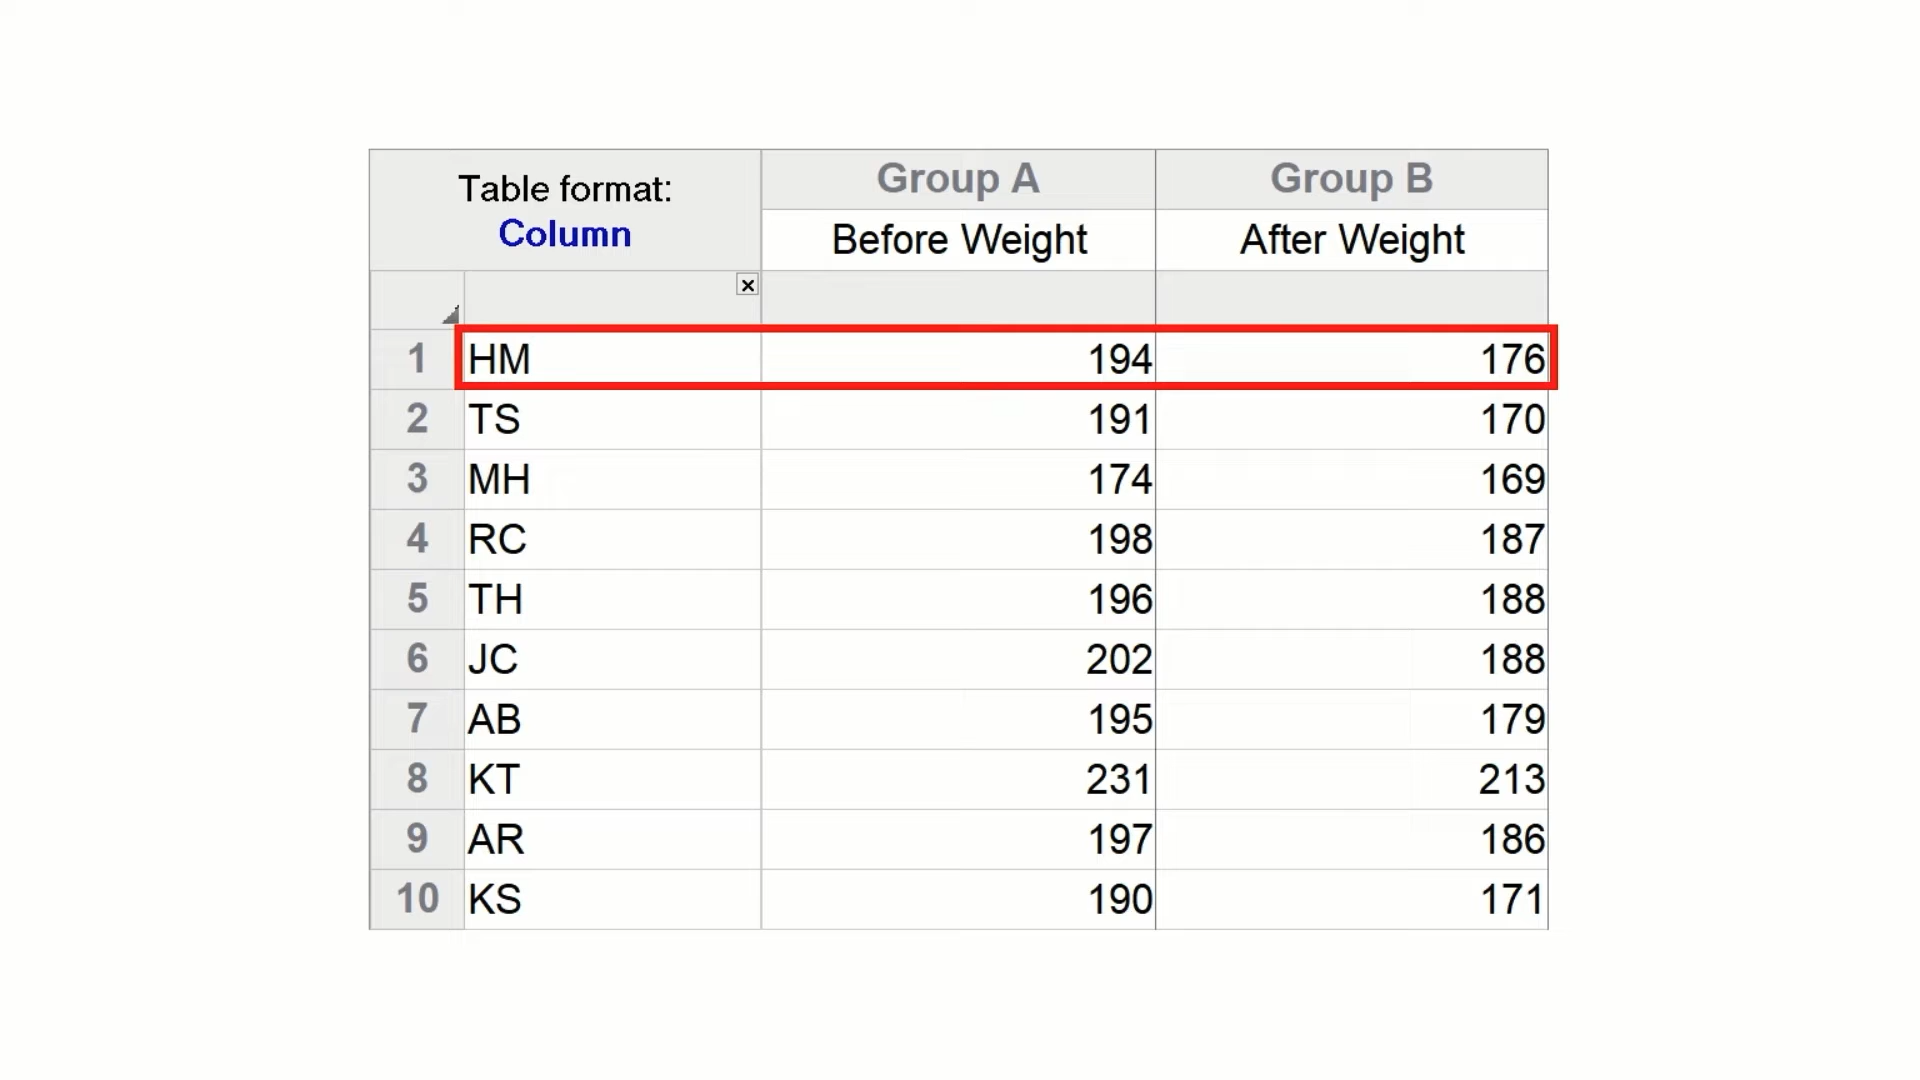 Table format:
Column
Group A
Group B
Before Weight
After Weight
1 HM 194 176
2 TS 191 170
3 MH 174 169
4 RC 198 187
5 TH 196 188
6 JC 202 188
7 AB 195 179
8 KT 231 213
9 AR 197 186
10 KS 190 171